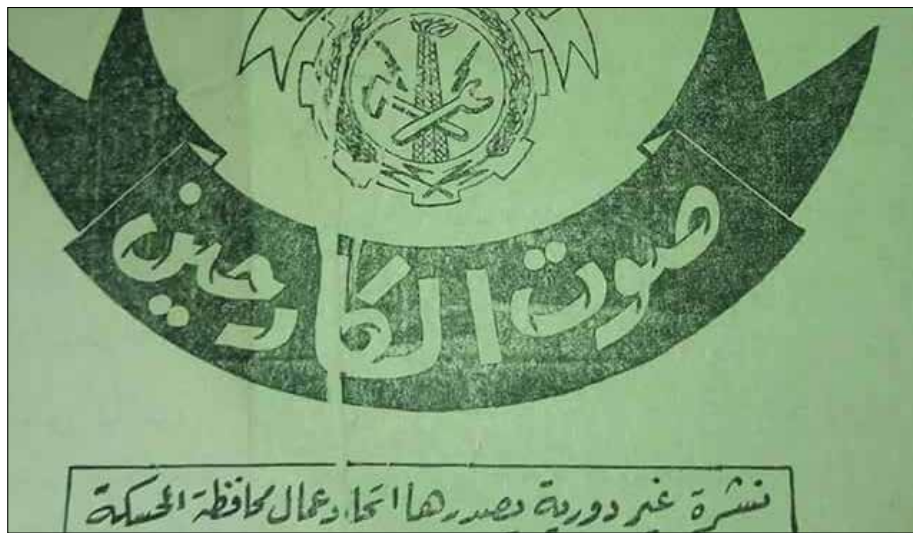 صوت الكادحين
نشرة غير دورية يصدرها اتحاد عمال محافظة الحسكة